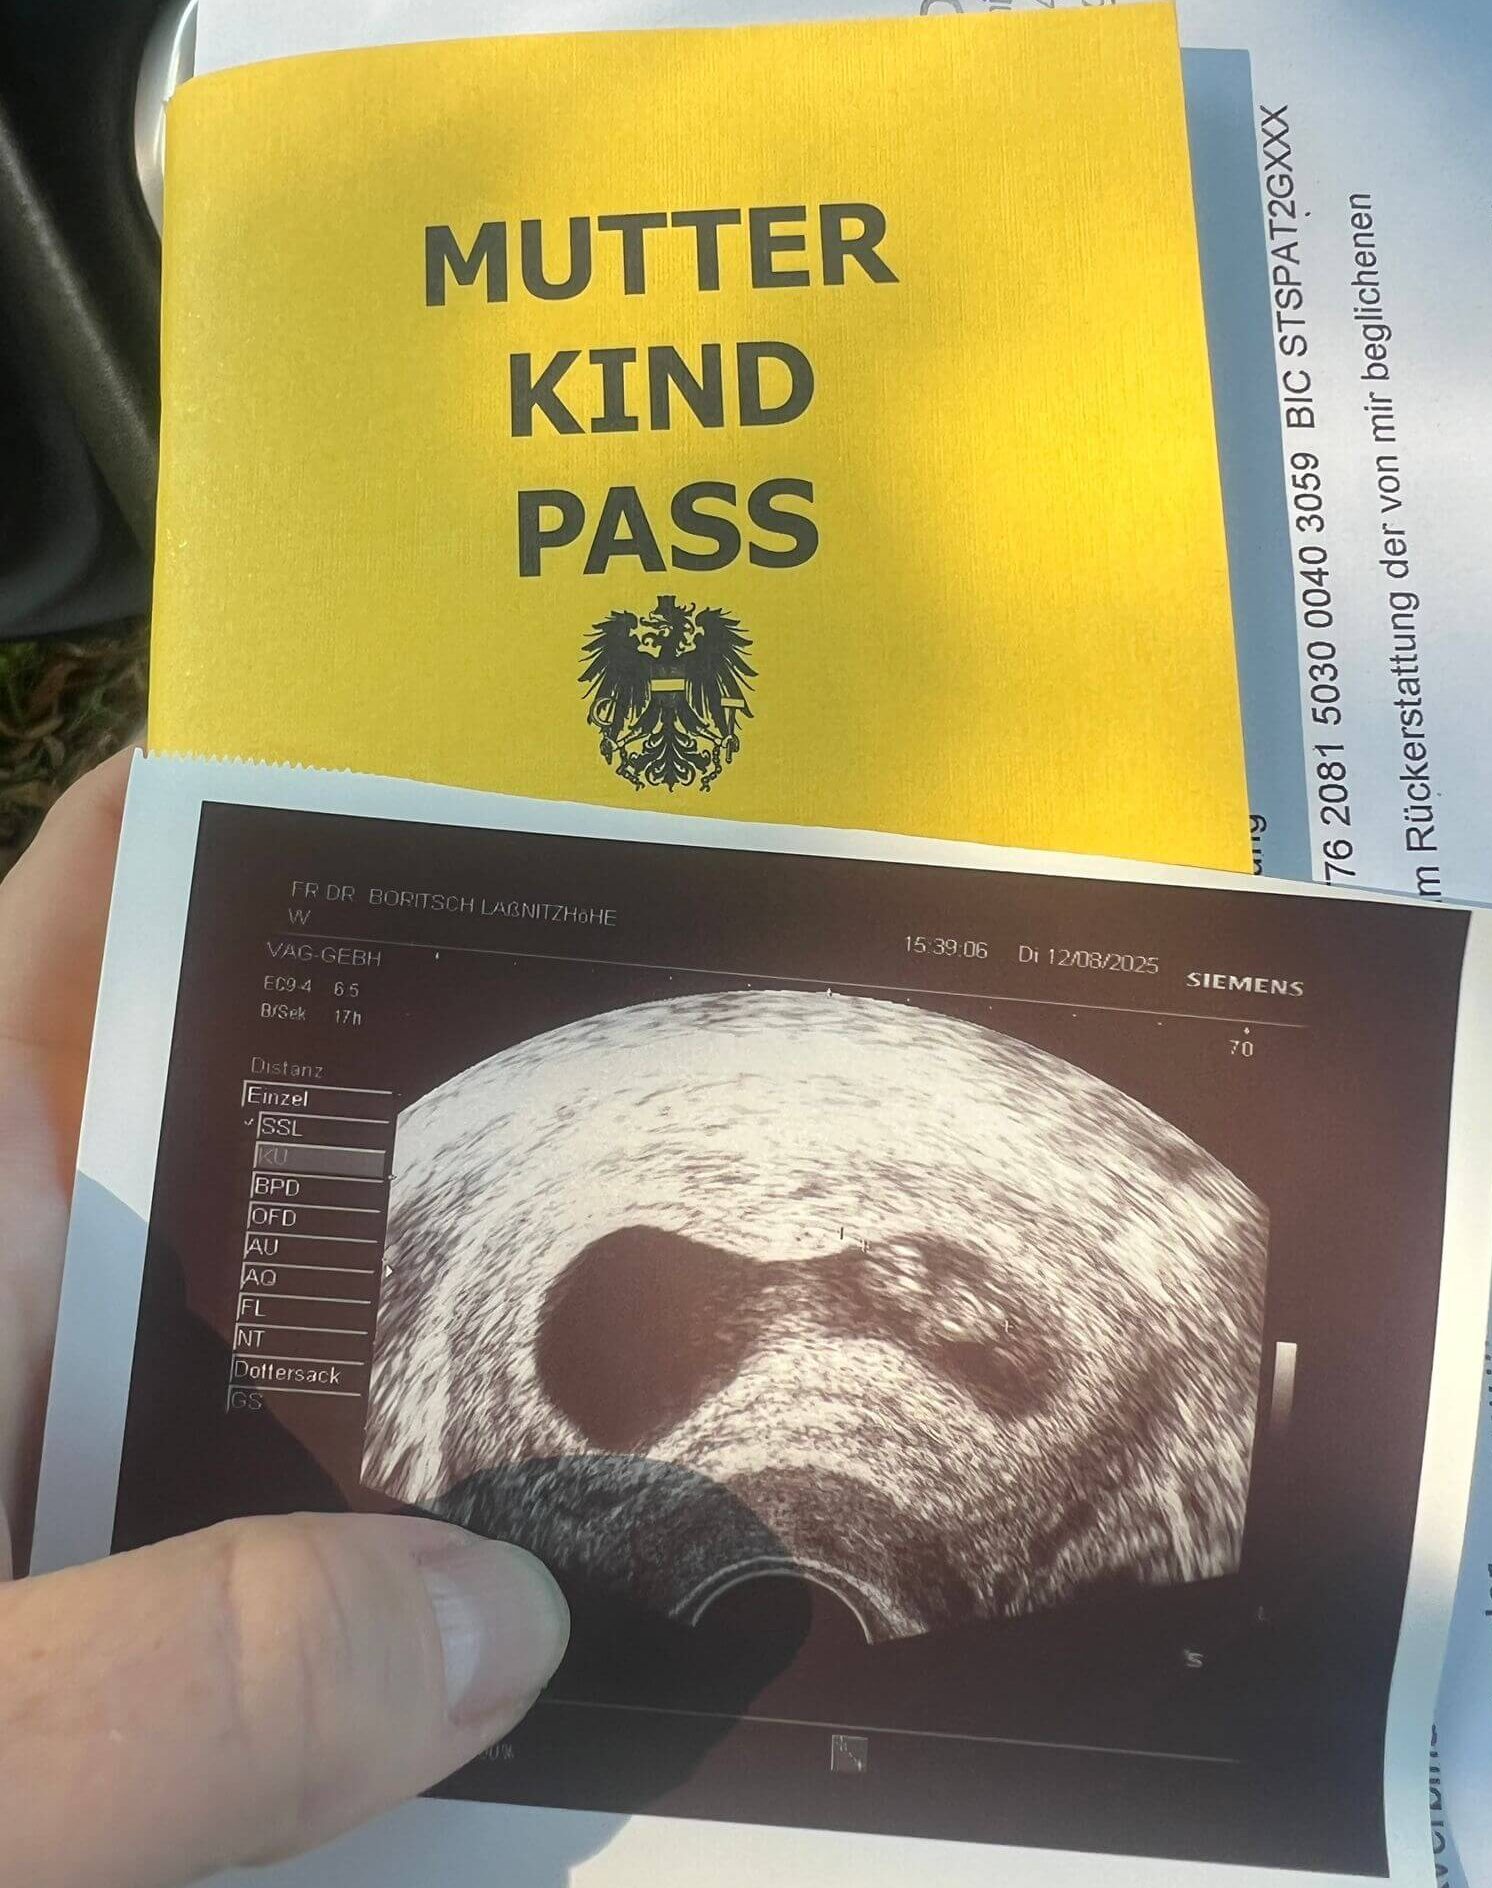 MUTTER
KIND
PASS
76 2081 5030 0040 3059 BIC STSPAT2GXXX
m Rückerstattung der von mir beglichenen
FR DR BORITSCH LAßNITZHöHE
W
15:39:06 Di 12/08/2025 SIEMENS
VAG-GEBH
EC9-4 6.5
B/Sek 17h
70
Distanz
Einzel
SSL
KU
BPD
OFD
AU
AQ
FL
NT
Dottersack
GS